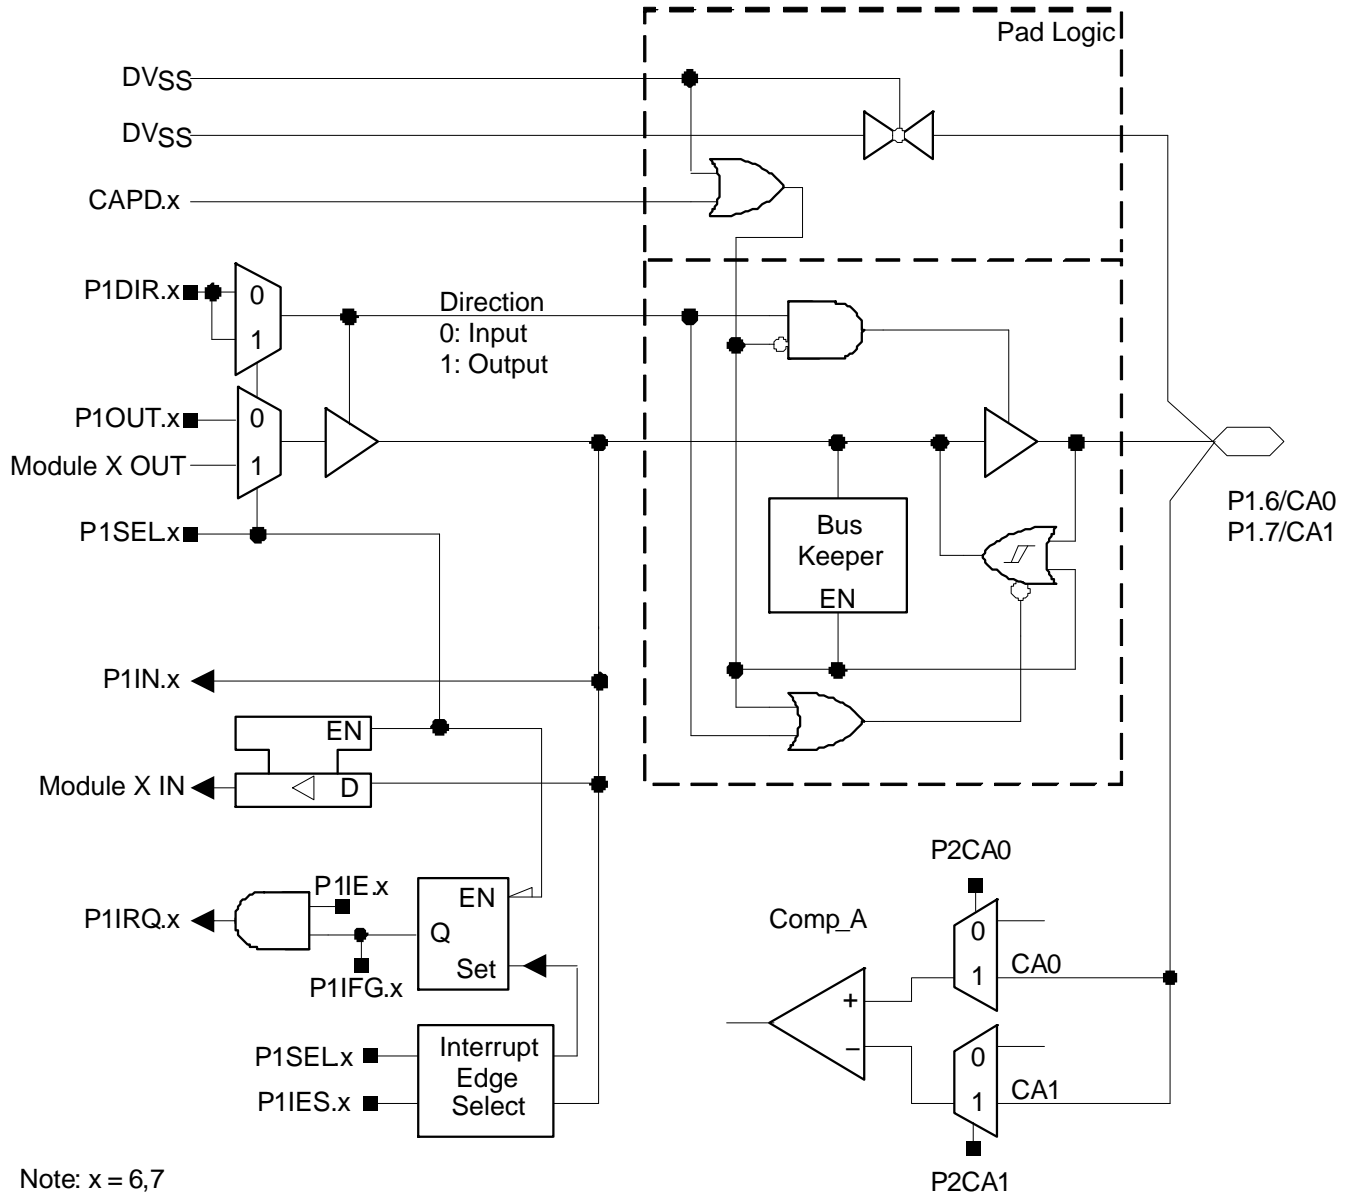 Pad Logic
DVSS
DVSS
CAPD.x
P1DIR.x
0
1
Direction
0: Input
1: Output
P1OUT.x
0
Module X OUT
1
P1SEL.x
Bus
Keeper
EN
P1.6/CA0
P1.7/CA1
P1IN.x
EN
Module X IN
D
P1IE.x
P1IRQ.x
EN
Q
Set
P1IFG.x
P1SEL.x
P1IES.x
Interrupt
Edge
Select
P2CA0
Comp_A
0
1
CA0
+
−
0
1
CA1
P2CA1
Note: x = 6,7